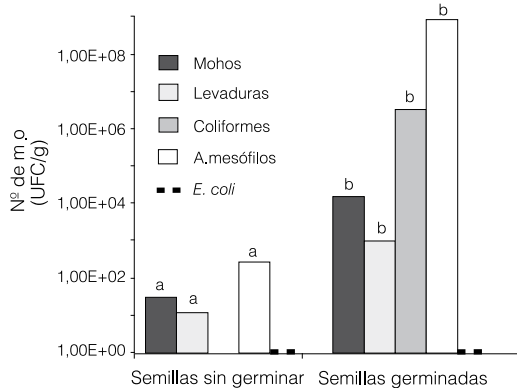 Nº de m.o
(UFC/g)
1,00E+08
1,00E+06
1,00E+04
1,00E+02
1,00E+00
Mohos
Levaduras
Coliformes
A.mesófilos
E. coli
a
a
a
b
b
b
b
Semillas sin germinar
Semillas germinadas